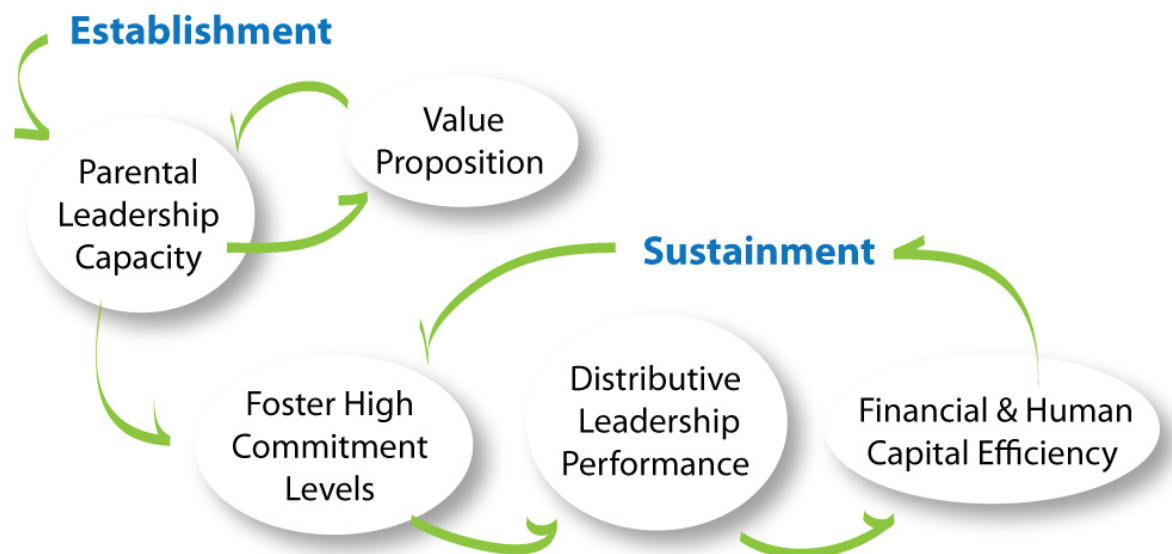 Establishment
Value
Proposition
Parental
Leadership
Capacity
Sustainment
Foster High
Commitment
Levels
Distributive
Leadership
Performance
Financial & Human
Capital Efficiency